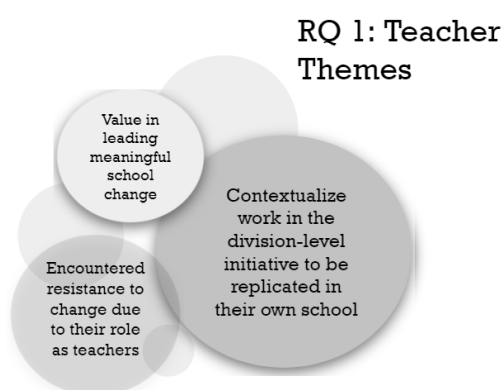 RQ 1: Teacher
Themes
Value in
leading
meaningful
school
change
Contextualize
work in the
division-level
initiative to be
replicated in
their own school
Encountered
resistance to
change due
to their role
as teachers